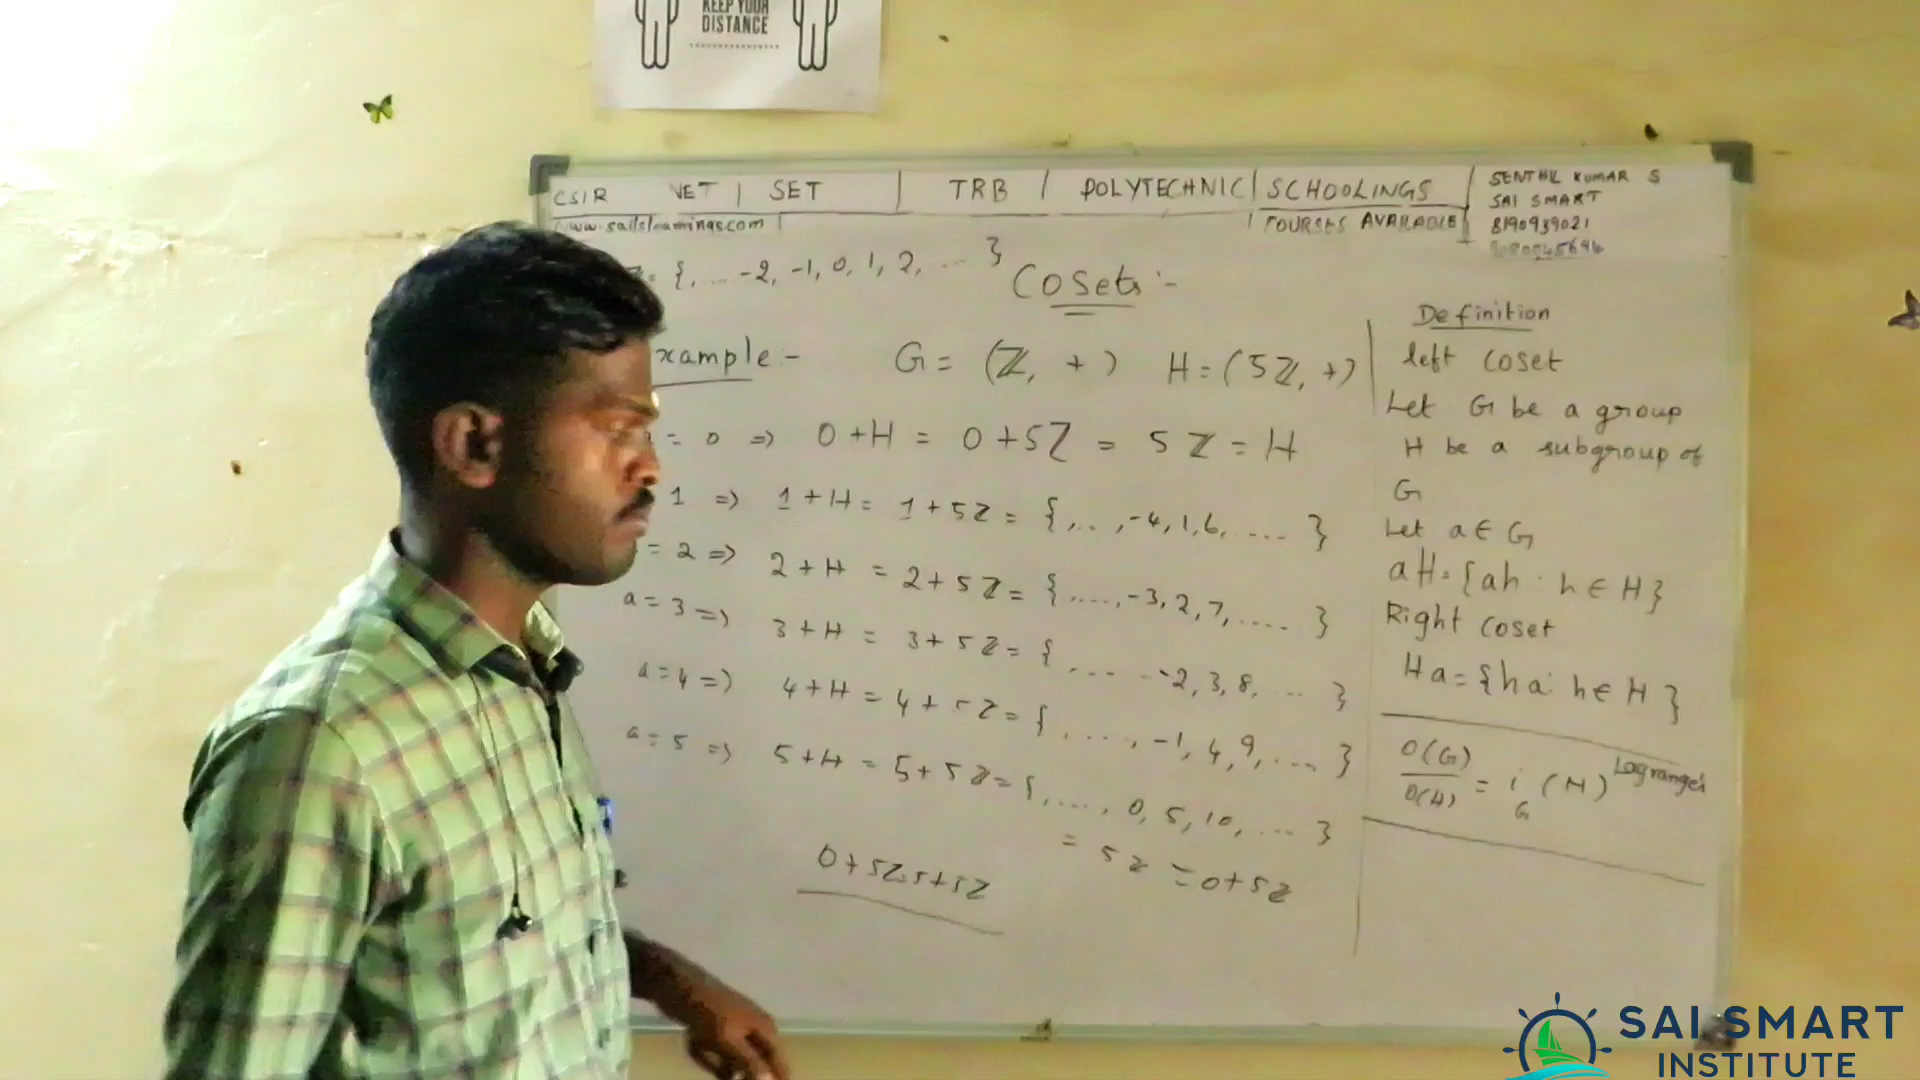 KEEP YOUR
DISTANCE
CSIR NET | SET | TRB | POLYTECHNIC | SCHOOLINGS
COURSES AVAILABLE
SENTHIL KUMAR S
SAI SMART
8190939021
= {, ... -2, -1, 0, 1, 2, ... }
Cosets :-
xample :- G = (ℤ, +) H = (5ℤ, +)
= 0 => 0 + H = 0 + 5Z = 5 Z = H
1 => 1 + H = 1 + 5Z = { , .. , -4, 1, 6, .... }
= 2 => 2 + H = 2 + 5Z = { ...., -3, 2, 7, .... }
a = 3 => 3 + H = 3 + 5Z = { , .... -2, 3, 8, ... }
a = 4 => 4 + H = 4 + 5Z = { , ...., -1, 4, 9, .... }
a = 5 => 5 + H = 5 + 5Z = { , ...., 0, 5, 10, ... }
= 5Z = 0 + 5Z
0 + 5Z = 5 + 5Z
Definition
left coset
Let G be a group
H be a subgroup of
G
Let a ∈ G
aH = {ah : h ∈ H}
Right coset
Ha = {ha : h ∈ H}
O(G)
O(H) = i G (H) Lagrange's
SAI SMART
INSTITUTE